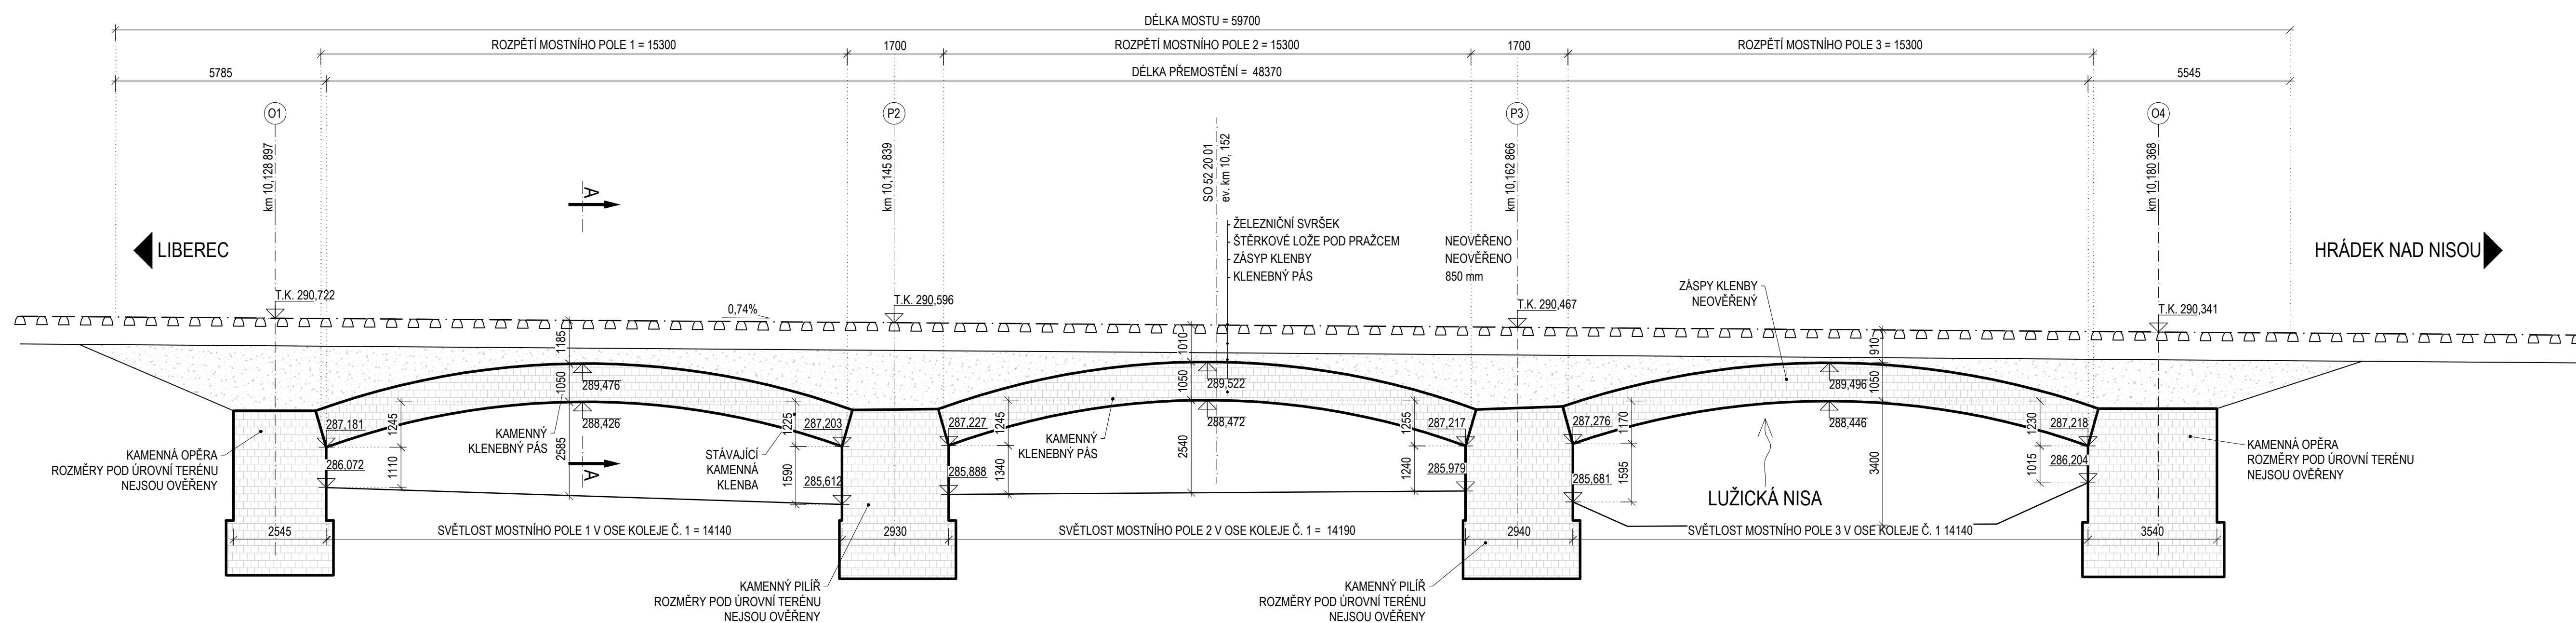 DÉLKA MOSTU = 59700
ROZPĚTÍ MOSTNÍHO POLE 1 = 15300
1700
ROZPĚTÍ MOSTNÍHO POLE 2 = 15300
1700
ROZPĚTÍ MOSTNÍHO POLE 3 = 15300
5785
DÉLKA PŘEMOSTĚNÍ = 48370
5545
O1
P2
P3
O4
km 10,128 897
km 10,145 839
SO 52 20 01
ev. km 10, 152
km 10,162 866
km 10,180 368
A
LIBEREC
HRÁDEK NAD NISOU
ŽELEZNIČNÍ SVRŠEK
ŠTĚRKOVÉ LOŽE POD PRAŽCEM NEOVĚŘENO
ZÁSYP KLENBY NEOVĚŘENO
KLENEBNÝ PÁS 850 mm
ZÁSPY KLENBY
NEOVĚŘENÝ
T.K. 290,722
0,74%
T.K. 290,596
T.K. 290,467
T.K. 290,341
1185
1010
910
1050
289,476
1050
289,522
289,496
1050
287,181
1245
288,426
1225
287,203
287,227
1245
288,472
1255
287,217
287,276
1170
288,446
1230
287,218
KAMENNÝ
KLENEBNÝ PÁS
2585
STÁVAJÍCÍ
KAMENNÁ
KLENBA
KAMENNÝ
KLENEBNÝ PÁS
2540
3400
KAMENNÁ OPĚRA
ROZMĚRY POD ÚROVNÍ TERÉNU
NEJSOU OVĚŘENY
286,072
1110
1590
285,612
285,888
1340
1240
285,979
285,681
1595
LUŽICKÁ NISA
1015
286,204
KAMENNÁ OPĚRA
ROZMĚRY POD ÚROVNÍ TERÉNU
NEJSOU OVĚŘENY
A
2545
SVĚTLOST MOSTNÍHO POLE 1 V OSE KOLEJE Č. 1 = 14140
2930
SVĚTLOST MOSTNÍHO POLE 2 V OSE KOLEJE Č. 1 = 14190
2940
SVĚTLOST MOSTNÍHO POLE 3 V OSE KOLEJE Č. 1 14140
3540
KAMENNÝ PILÍŘ
ROZMĚRY POD ÚROVNÍ TERÉNU
NEJSOU OVĚŘENY
KAMENNÝ PILÍŘ
ROZMĚRY POD ÚROVNÍ TERÉNU
NEJSOU OVĚŘENY